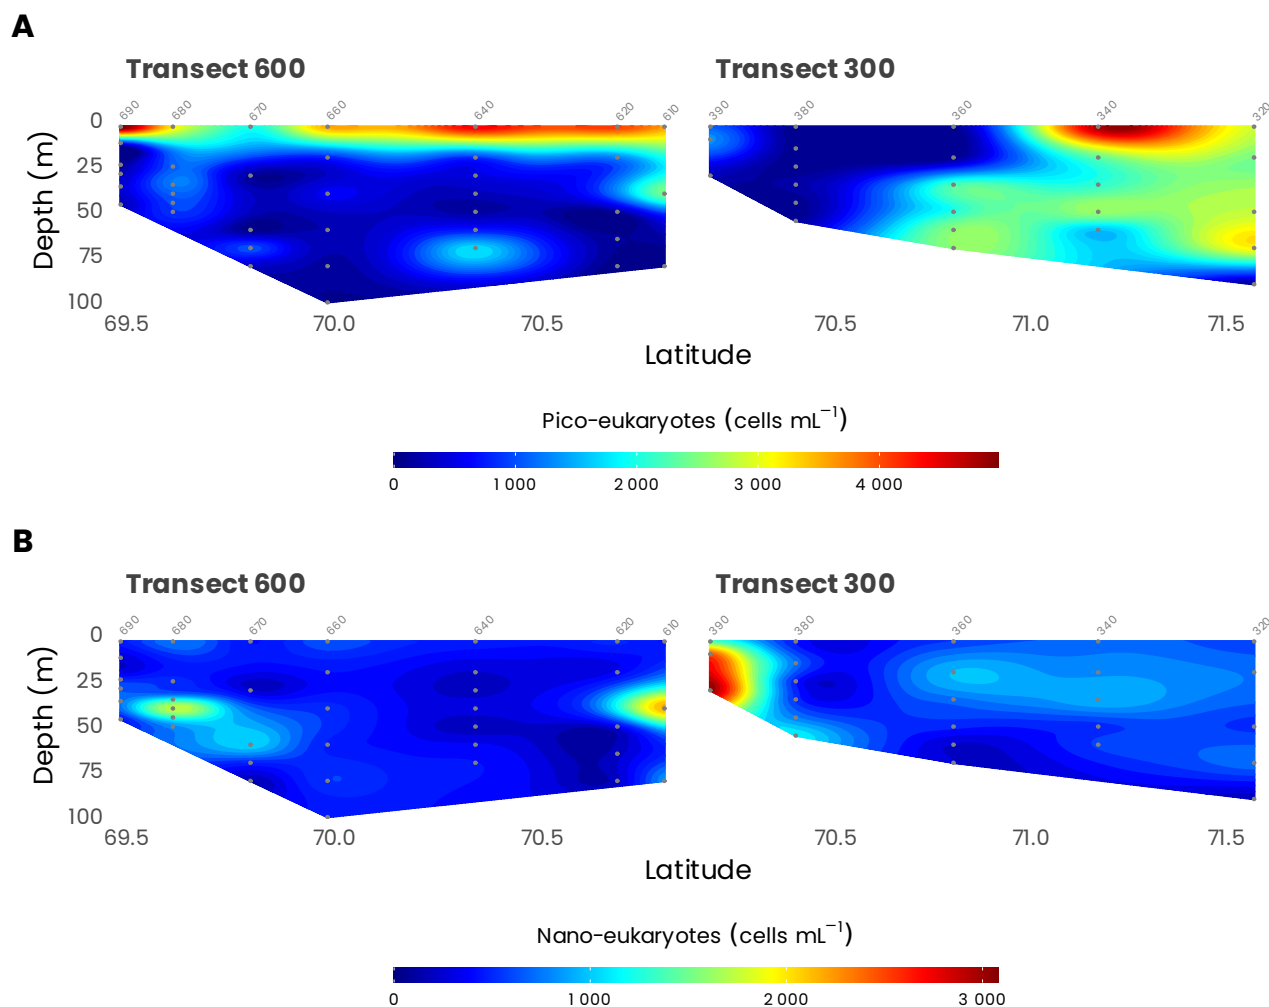 A
Transect 600 Transect 300
690 680 670 660 640 620 610 390 380 360 340 320
0
25
50
75
100
Depth (m)
69.5 70.0 70.5 70.5 71.0 71.5
Latitude
Pico-eukaryotes (cells mL⁻¹)
0 1 000 2 000 3 000 4 000
B
Transect 600 Transect 300
690 680 670 660 640 620 610 390 380 360 340 320
0
25
50
75
100
Depth (m)
69.5 70.0 70.5 70.5 71.0 71.5
Latitude
Nano-eukaryotes (cells mL⁻¹)
0 1 000 2 000 3 000